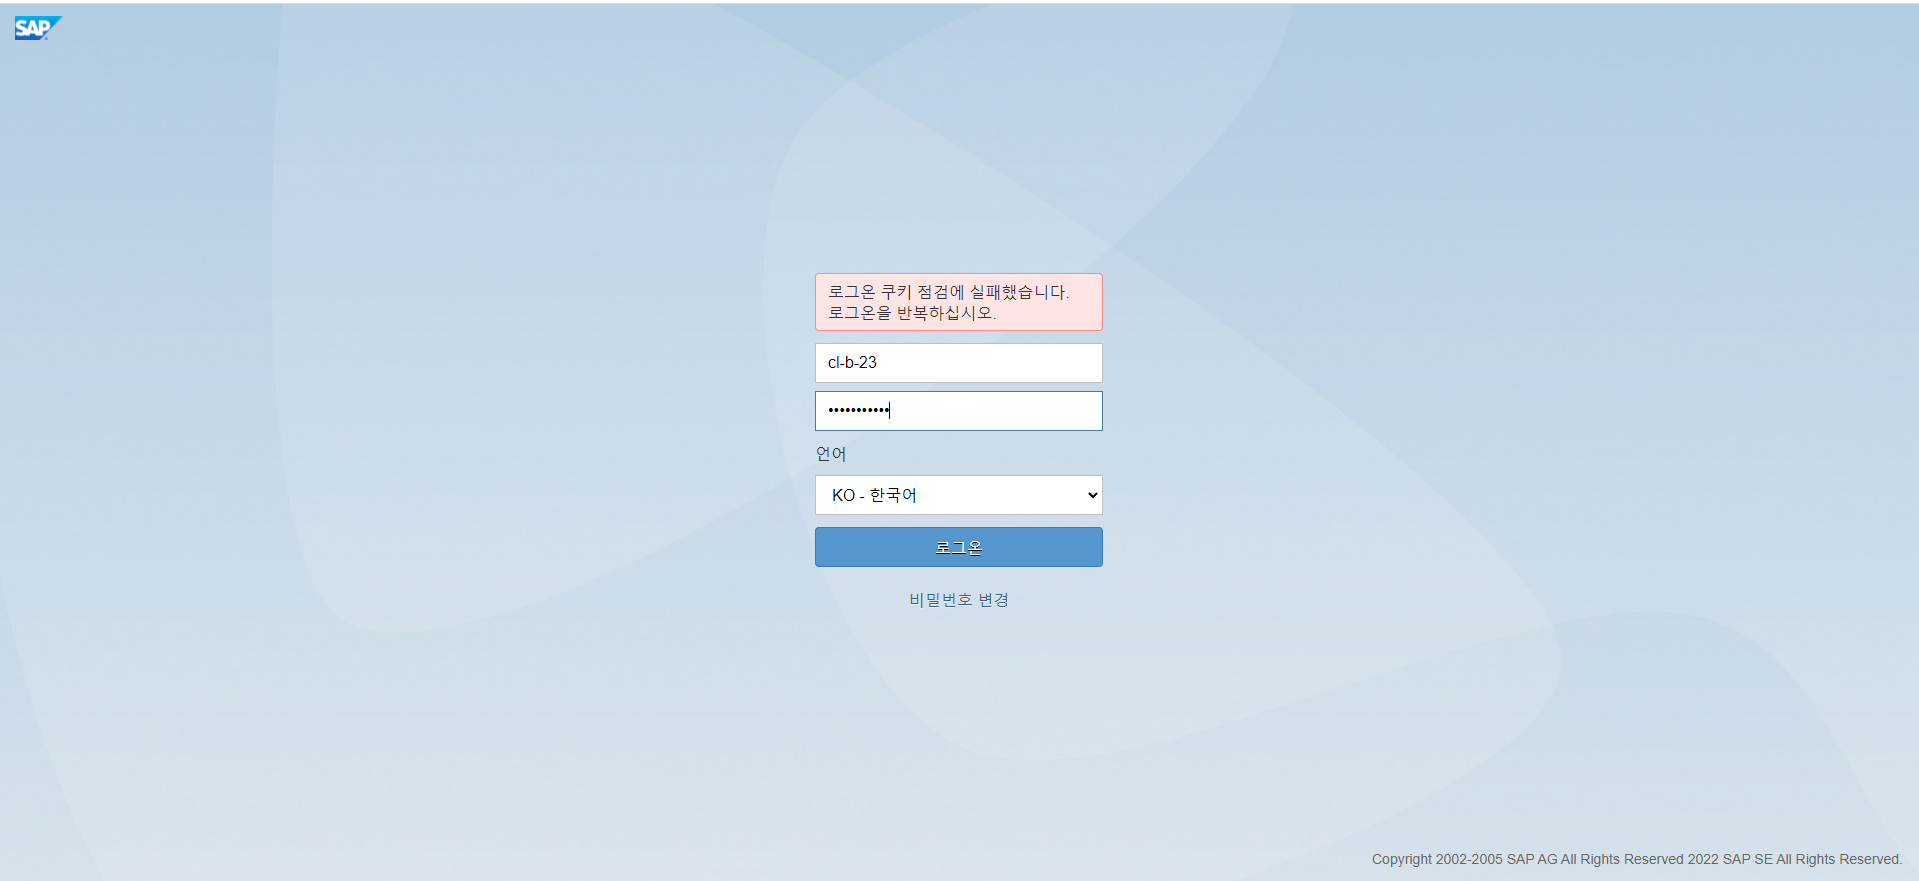 SAP
로그온 쿠키 점검에 실패했습니다.
로그온을 반복하십시오.
cl-b-23
•••••••••••
언어
KO - 한국어
로그온
비밀번호 변경
Copyright 2002-2005 SAP AG All Rights Reserved 2022 SAP SE All Rights Reserved.